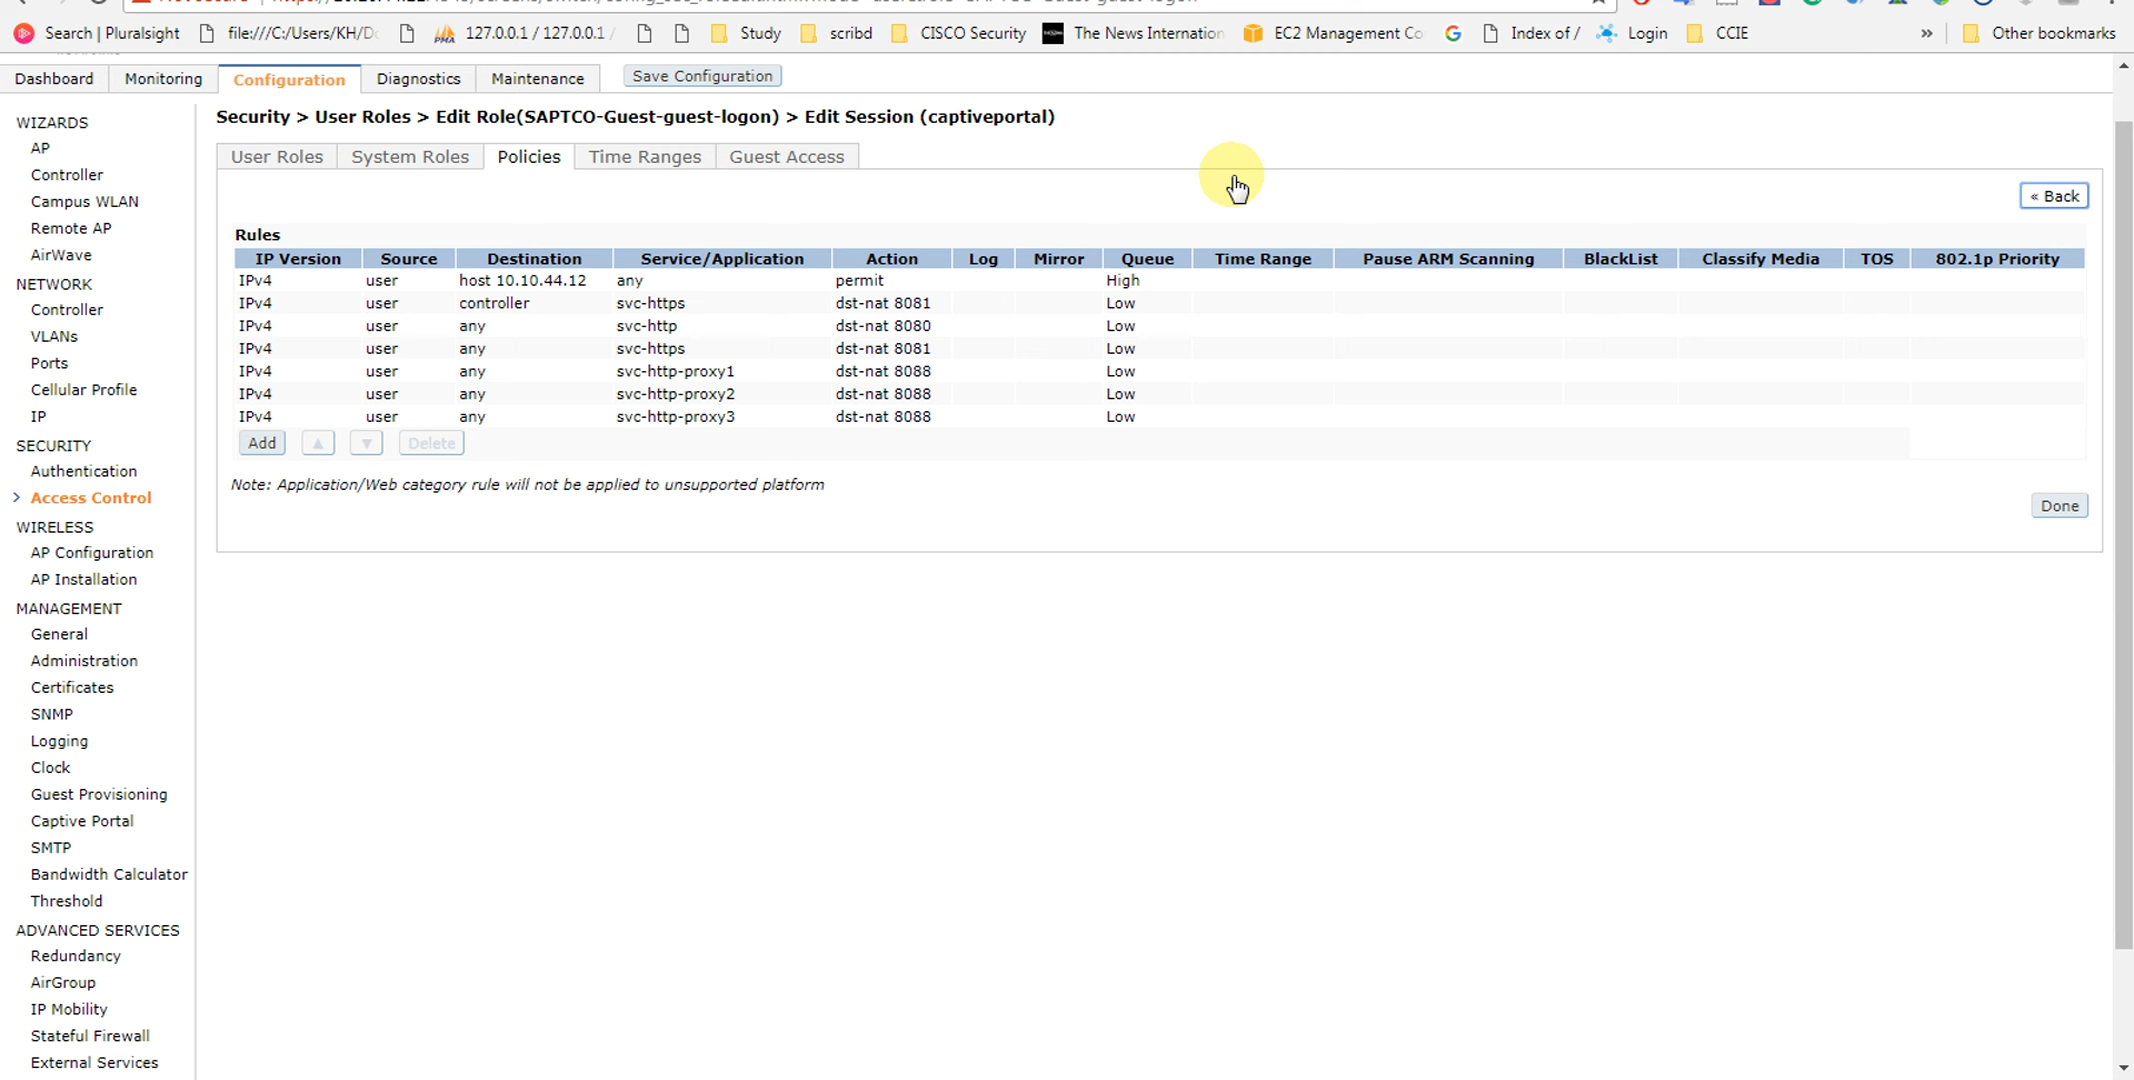 Search | Pluralsight file:///C:/Users/KH/Do PMA 127.0.0.1 / 127.0.0.1 / Study scribd CISCO Security The News Internation EC2 Management Co Index of / Login CCIE » Other bookmarks
Dashboard Monitoring Configuration Diagnostics Maintenance Save Configuration
Security > User Roles > Edit Role(SAPTCO-Guest-guest-logon) > Edit Session (captiveportal)
User Roles System Roles Policies Time Ranges Guest Access
« Back
Rules
IP Version Source Destination Service/Application Action Log Mirror Queue Time Range Pause ARM Scanning BlackList Classify Media TOS 802.1p Priority
IPv4 user host 10.10.44.12 any permit High
IPv4 user controller svc-https dst-nat 8081 Low
IPv4 user any svc-http dst-nat 8080 Low
IPv4 user any svc-https dst-nat 8081 Low
IPv4 user any svc-http-proxy1 dst-nat 8088 Low
IPv4 user any svc-http-proxy2 dst-nat 8088 Low
IPv4 user any svc-http-proxy3 dst-nat 8088 Low
Add ▲ ▼ Delete
Note: Application/Web category rule will not be applied to unsupported platform
Done
WIZARDS
AP
Controller
Campus WLAN
Remote AP
AirWave
NETWORK
Controller
VLANs
Ports
Cellular Profile
IP
SECURITY
Authentication
> Access Control
WIRELESS
AP Configuration
AP Installation
MANAGEMENT
General
Administration
Certificates
SNMP
Logging
Clock
Guest Provisioning
Captive Portal
SMTP
Bandwidth Calculator
Threshold
ADVANCED SERVICES
Redundancy
AirGroup
IP Mobility
Stateful Firewall
External Services